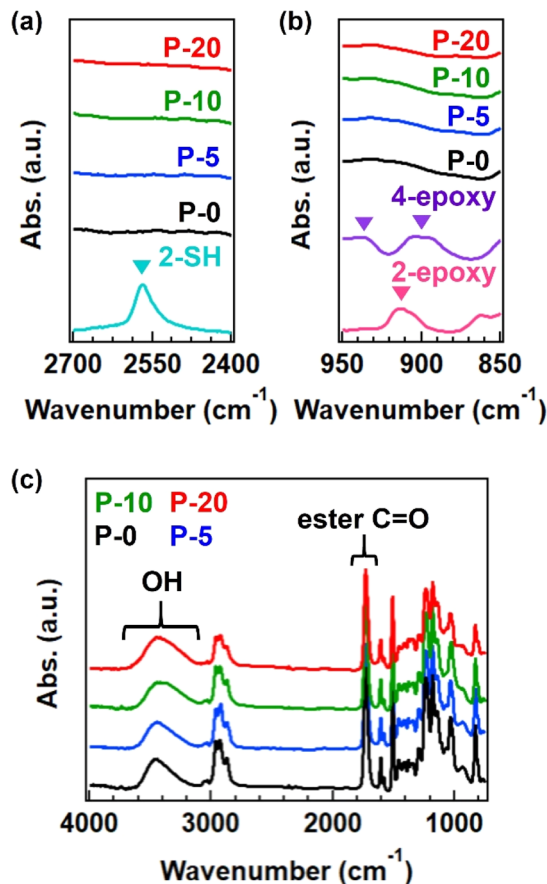 (a)
P-20
P-10
P-5
P-0
2-SH
Abs. (a.u.)
2700 2550 2400
Wavenumber (cm⁻¹)
(b)
P-20
P-10
P-5
P-0
4-epoxy
2-epoxy
Abs. (a.u.)
950 900 850
Wavenumber (cm⁻¹)
(c)
P-10 P-20
P-0 P-5
ester C=O
OH
Abs. (a.u.)
4000 3000 2000 1000
Wavenumber (cm⁻¹)